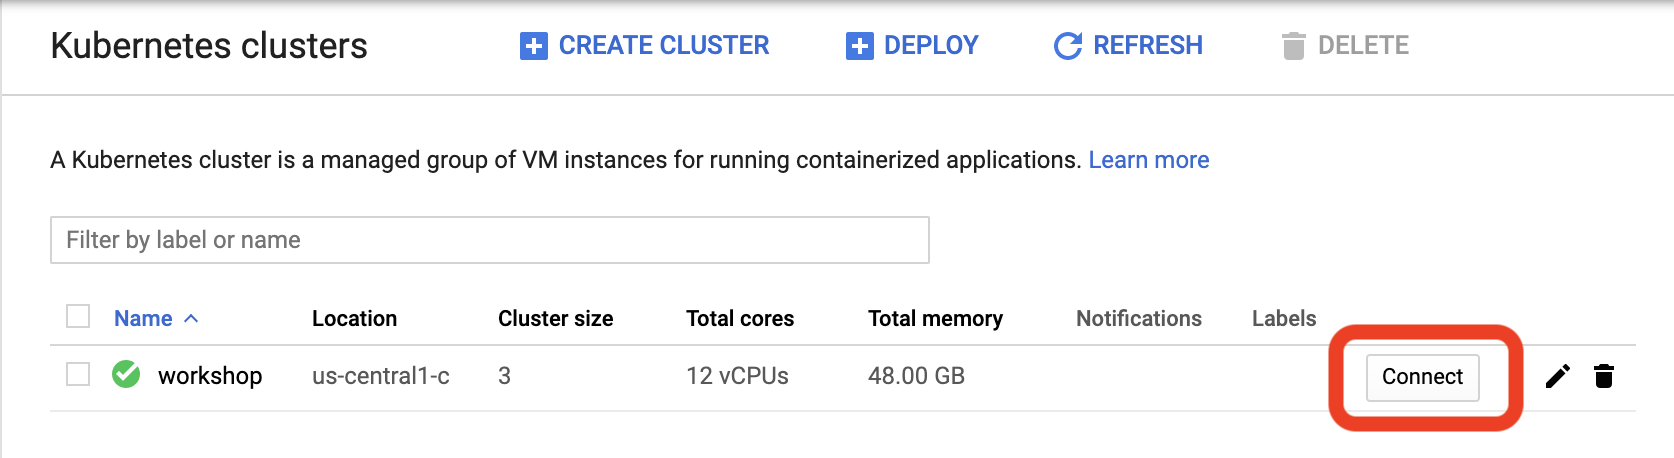 Kubernetes clusters CREATE CLUSTER DEPLOY REFRESH DELETE
A Kubernetes cluster is a managed group of VM instances for running containerized applications. Learn more
Filter by label or name
Name Location Cluster size Total cores Total memory Notifications Labels
workshop us-central1-c 3 12 vCPUs 48.00 GB Connect